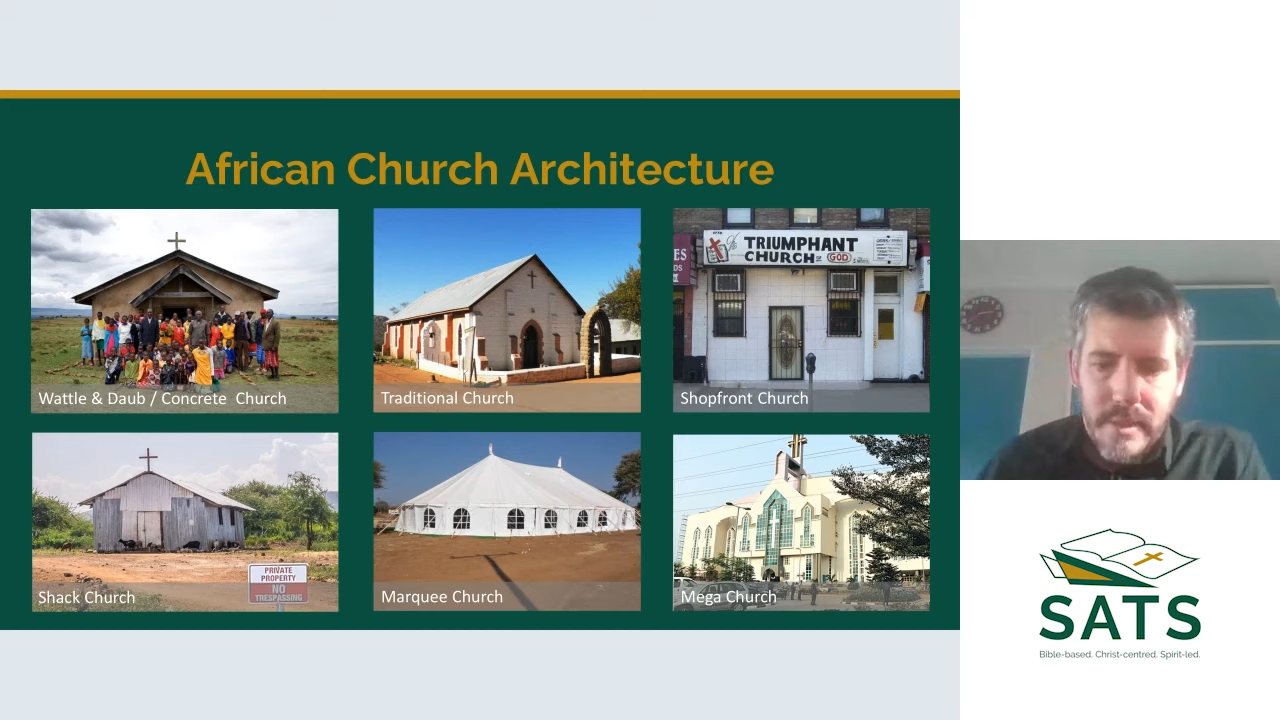 African Church Architecture
TRIUMPHANT
CHURCH OF GOD
Wattle & Daub / Concrete  Church
Traditional Church
Shopfront Church
PRIVATE
PROPERTY
NO
TRESPASSING
Shack Church
Marquee Church
Mega Church
SATS
Bible-based. Christ-centred. Spirit-led.